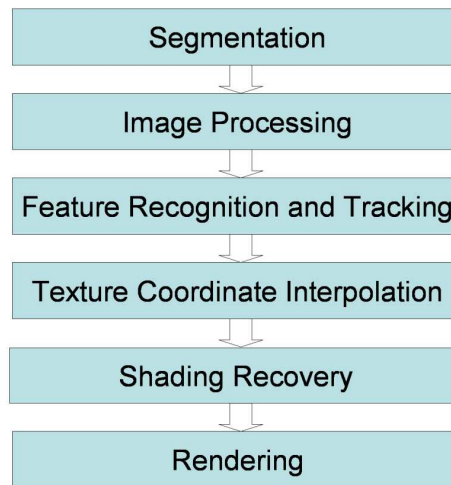 Segmentation
Image Processing
Feature Recognition and Tracking
Texture Coordinate Interpolation
Shading Recovery
Rendering